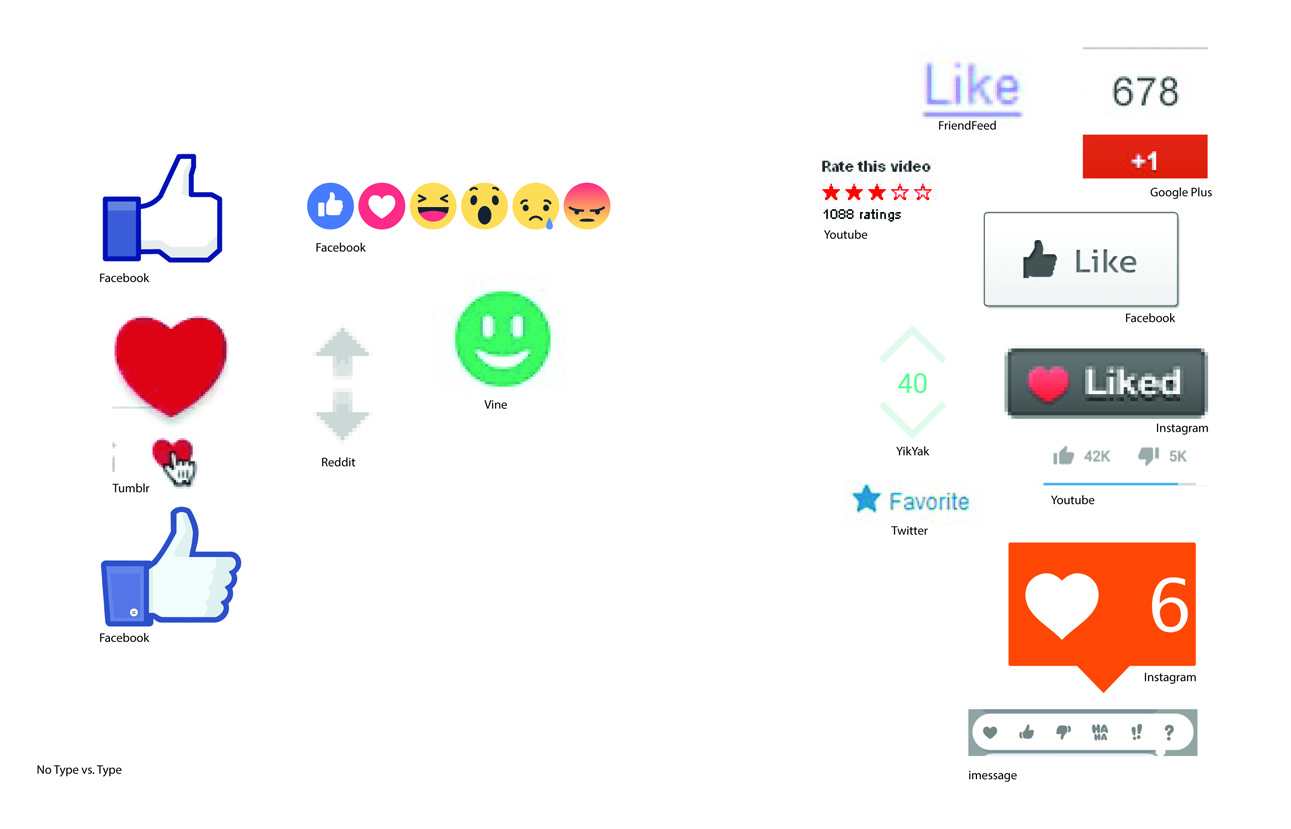 Facebook
Facebook
Tumblr
Reddit
Vine
Facebook
No Type vs. Type
Like
FriendFeed
678
+1
Google Plus
Rate this video
1088 ratings
Youtube
Like
Facebook
40
YikYak
Liked
Instagram
42K 5K
Youtube
Favorite
Twitter
6
Instagram
HA
HA
!! ?
imessage